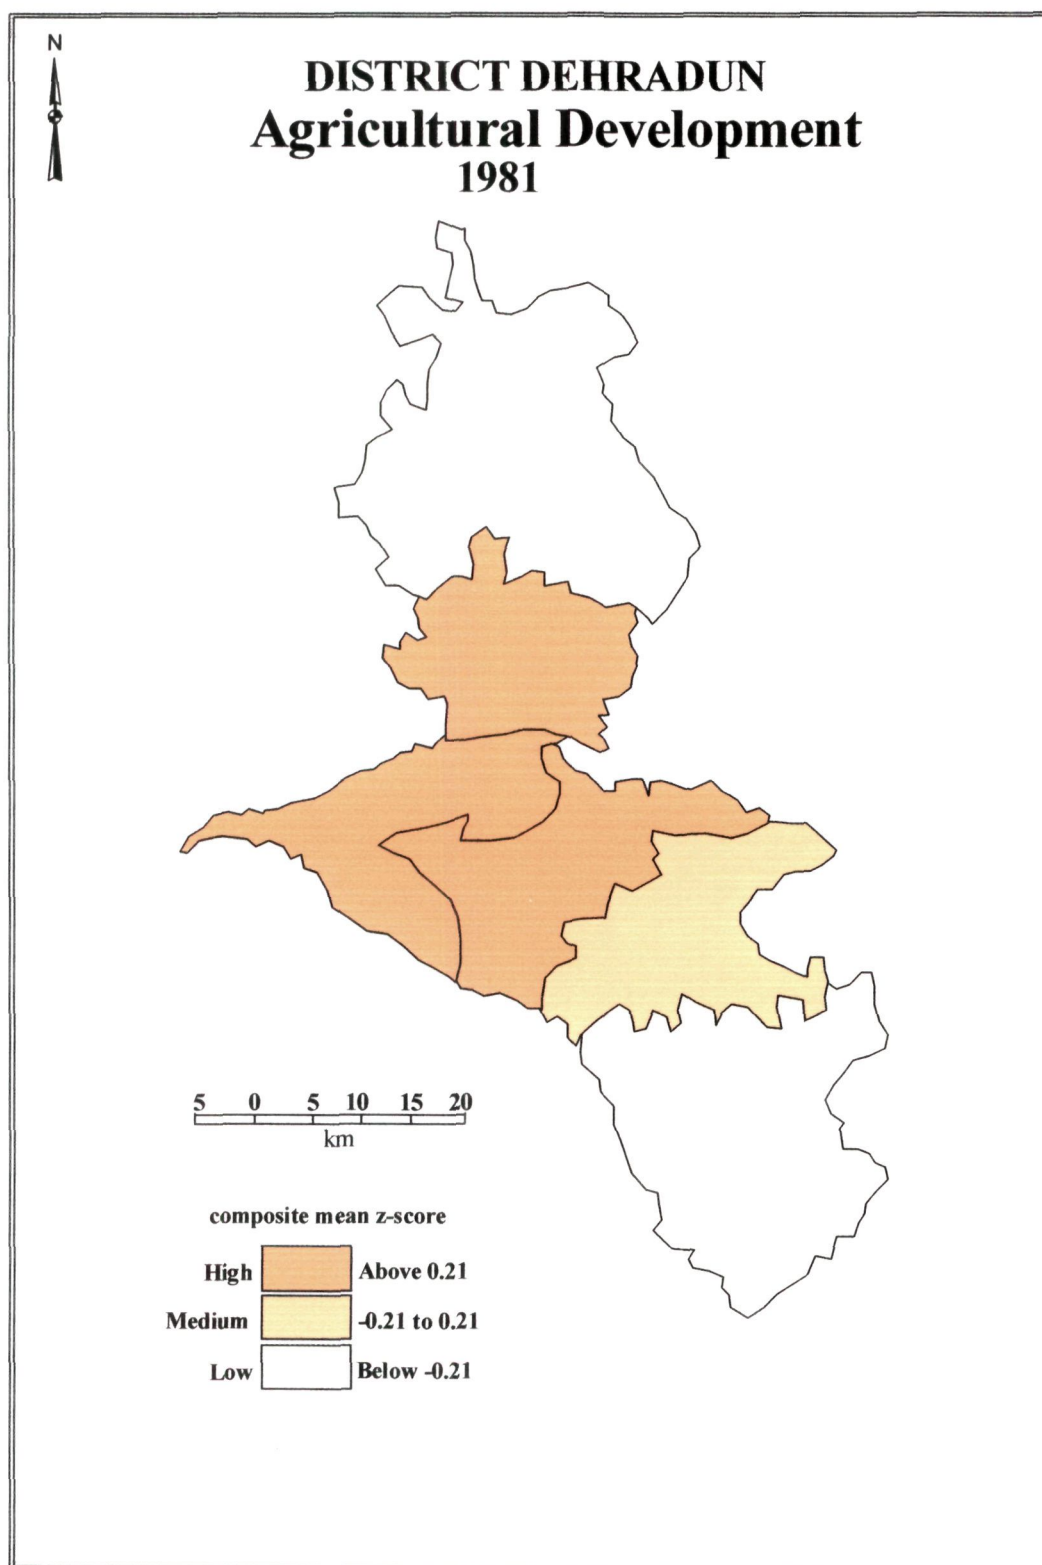 N
DISTRICT DEHRADUN
Agricultural Development
1981
5 0 5 10 15 20
km
composite mean z-score
High Above 0.21
Medium -0.21 to 0.21
Low Below -0.21